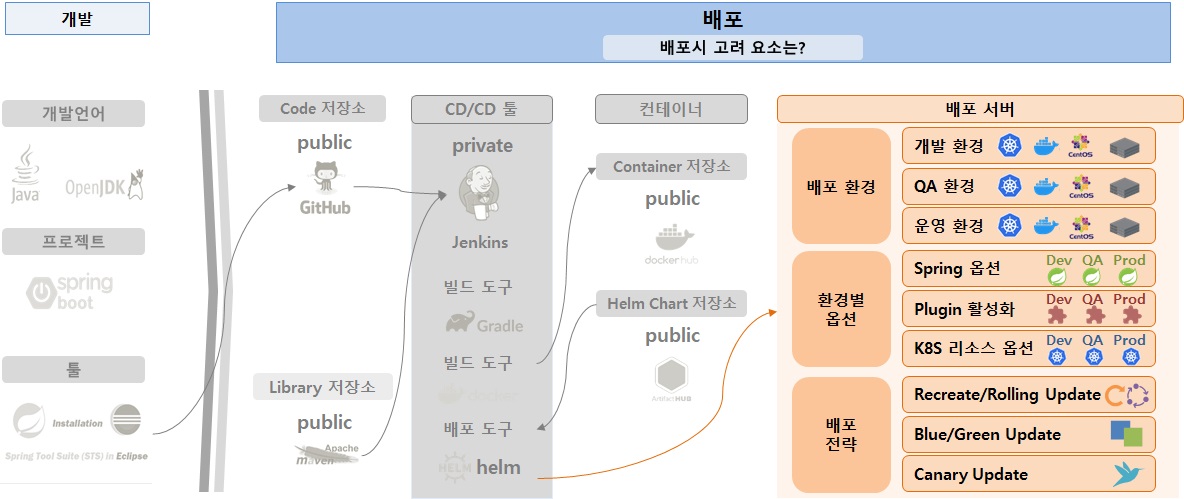 개발
배포
배포시 고려 요소는?
개발언어
Java
OpenJDK
프로젝트
spring
boot
툴
Installation
Spring Tool Suite (STS) in Eclipse
Code 저장소
public
GitHub
Library 저장소
public
Apache
maven
CD/CD 툴
private
Jenkins
빌드 도구
Gradle
빌드 도구
docker
배포 도구
HELM
helm
컨테이너
Container 저장소
public
dockerhub
Helm Chart 저장소
public
Artifact HUB
배포 서버
배포 환경
개발 환경
CentOS
QA 환경
CentOS
운영 환경
CentOS
환경별
옵션
Spring 옵션
Dev QA Prod
Plugin 활성화
Dev QA Prod
K8S 리소스 옵션
Dev QA Prod
배포
전략
Recreate/Rolling Update
Blue/Green Update
Canary Update